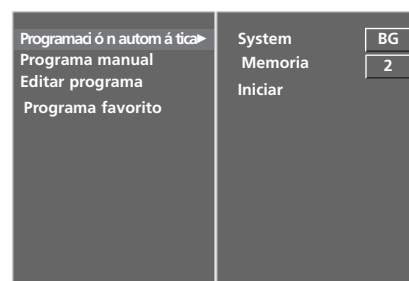 Programaci ó n autom á tica►
Programa manual
Editar programa
Programa favorito
System BG
Memoria 2
Iniciar